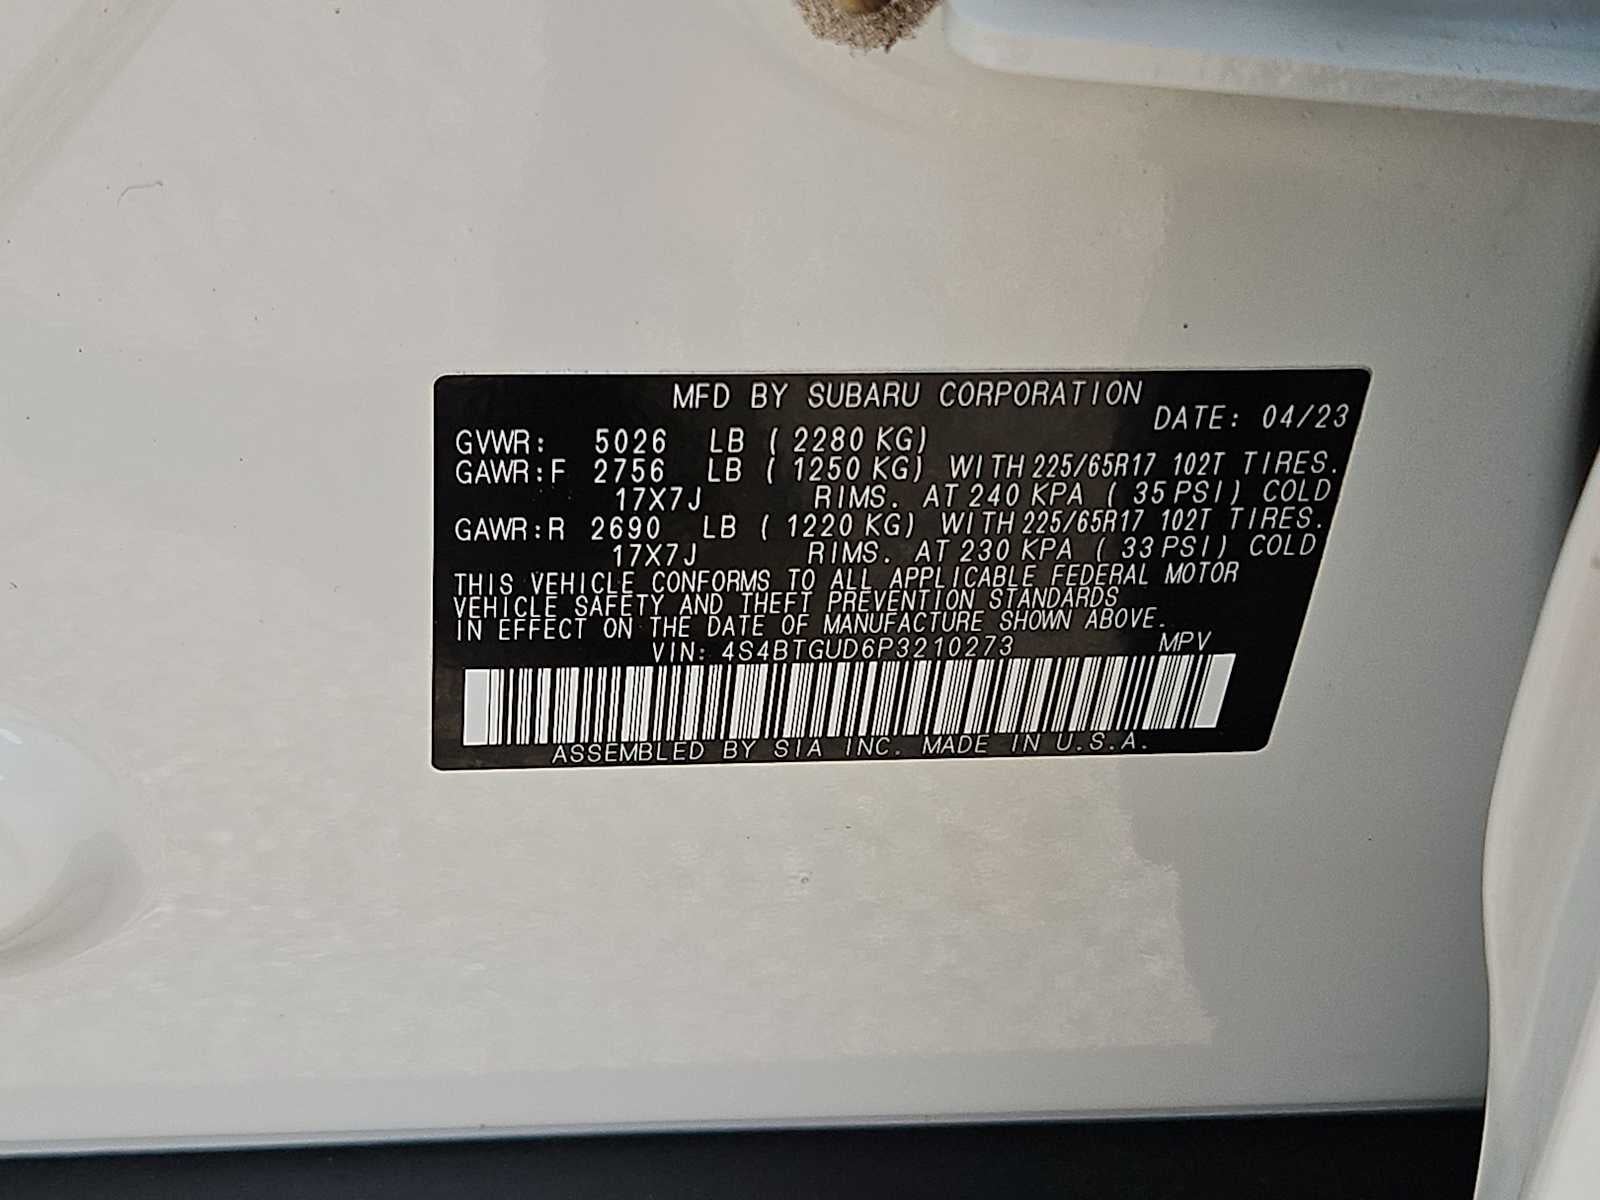 MFD BY SUBARU CORPORATION
DATE: 04/23
GVWR: 5026 LB ( 2280 KG)
GAWR:F 2756 LB ( 1250 KG) WITH 225/65R17 102T TIRES.
17X7J RIMS. AT 240 KPA ( 35 PSI) COLD
GAWR:R 2690 LB ( 1220 KG) WITH 225/65R17 102T TIRES.
17X7J RIMS. AT 230 KPA ( 33 PSI) COLD
THIS VEHICLE CONFORMS TO ALL APPLICABLE FEDERAL MOTOR
VEHICLE SAFETY AND THEFT PREVENTION STANDARDS
IN EFFECT ON THE DATE OF MANUFACTURE SHOWN ABOVE.
VIN: 4S4BTGUD6P3210273 MPV
ASSEMBLED BY SIA INC. MADE IN U.S.A.